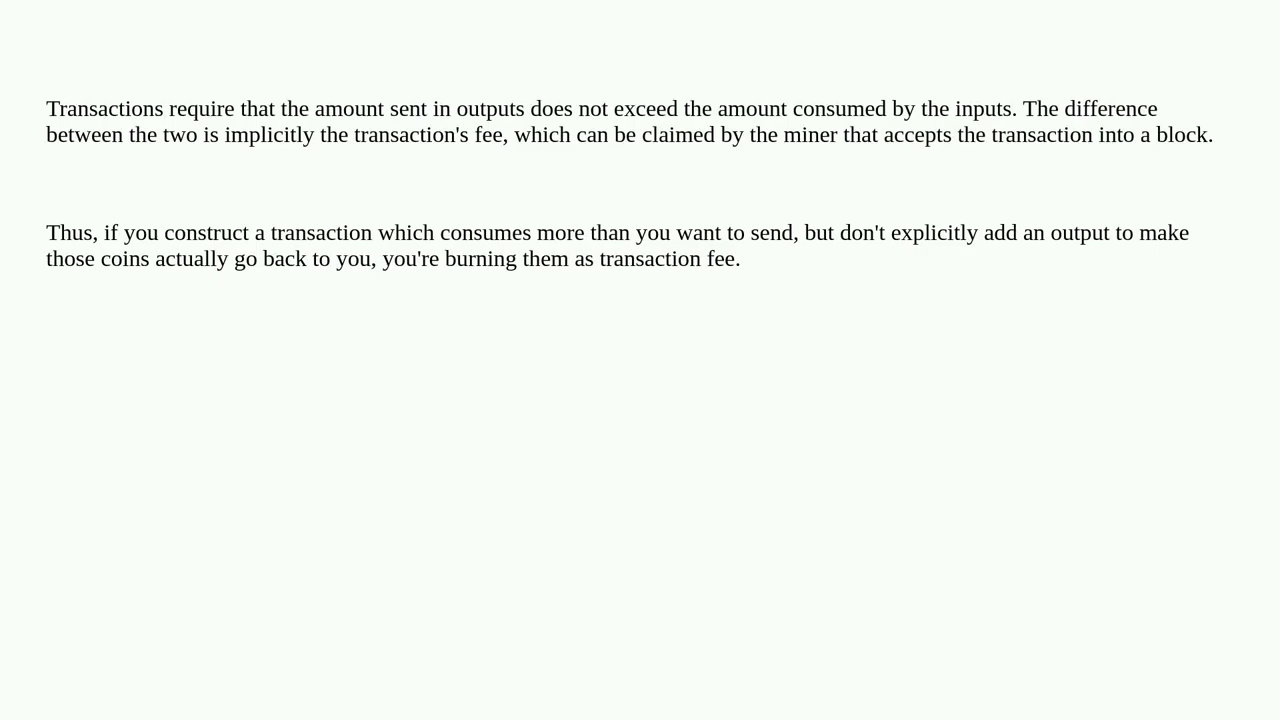 Transactions require that the amount sent in outputs does not exceed the amount consumed by the inputs. The difference
between the two is implicitly the transaction's fee, which can be claimed by the miner that accepts the transaction into a block.
Thus, if you construct a transaction which consumes more than you want to send, but don't explicitly add an output to make
those coins actually go back to you, you're burning them as transaction fee.